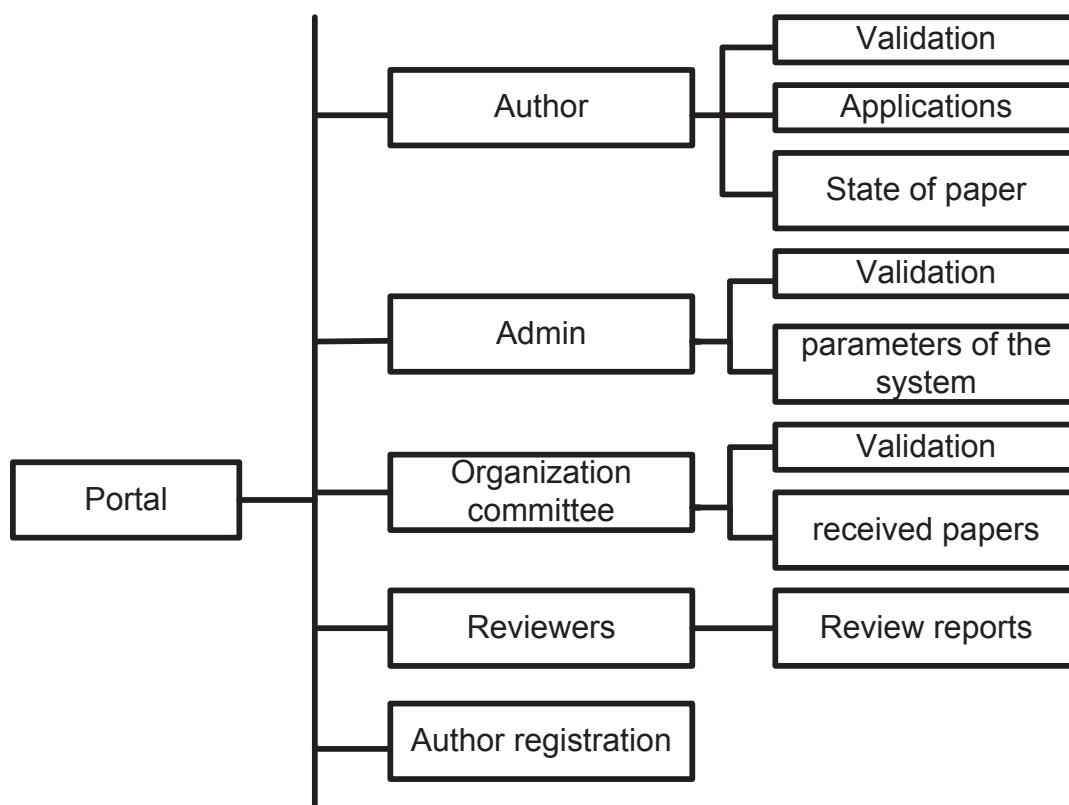 Portal
Author
Validation
Applications
State of paper
Admin
Validation
parameters of the
system
Organization
committee
Validation
received papers
Reviewers
Review reports
Author registration